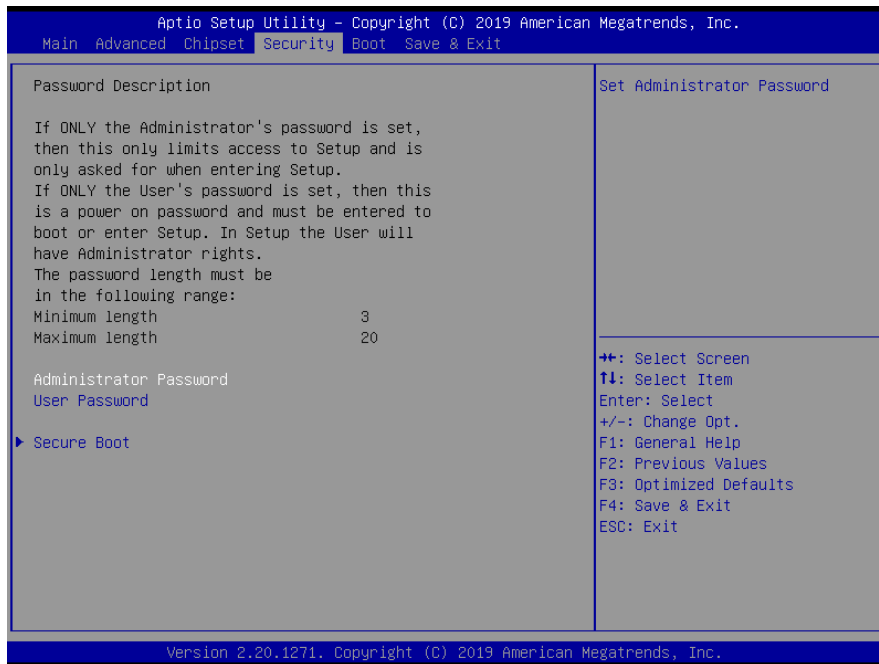 Aptio Setup Utility – Copyright (C) 2019 American Megatrends, Inc.
Main Advanced Chipset Security Boot Save & Exit
Password Description
If ONLY the Administrator's password is set,
then this only limits access to Setup and is
only asked for when entering Setup.
If ONLY the User's password is set, then this
is a power on password and must be entered to
boot or enter Setup. In Setup the User will
have Administrator rights.
The password length must be
in the following range:
Minimum length 3
Maximum length 20
Administrator Password
User Password
Secure Boot
Set Administrator Password
→←: Select Screen
↑↓: Select Item
Enter: Select
+/-: Change Opt.
F1: General Help
F2: Previous Values
F3: Optimized Defaults
F4: Save & Exit
ESC: Exit
Version 2.20.1271. Copyright (C) 2019 American Megatrends, Inc.